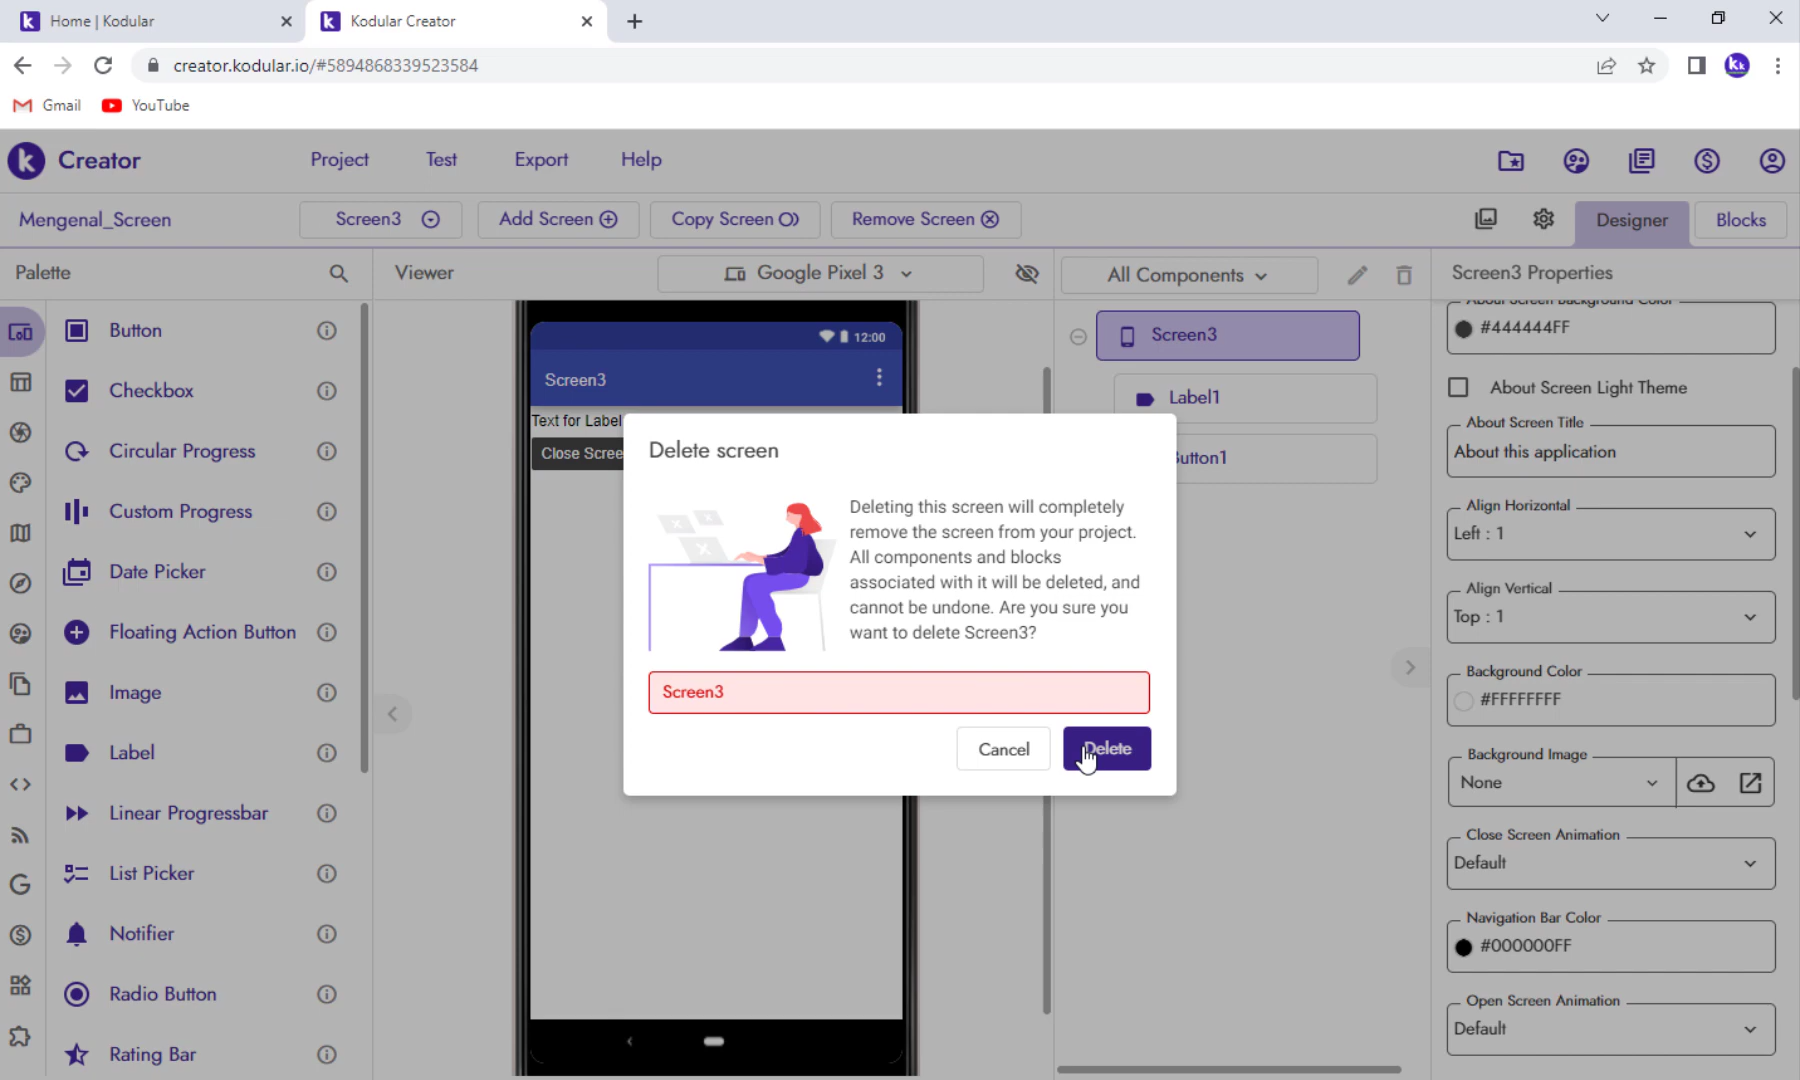 Home | Kodular
Kodular Creator
creator.kodular.io/#5894868339523584
Gmail
YouTube
Creator
Project
Test
Export
Help
Mengenal_Screen
Screen3
Add Screen
Copy Screen
Remove Screen
Designer
Blocks
Palette
Viewer
Google Pixel 3
All Components
Screen3 Properties
Button
Checkbox
Circular Progress
Custom Progress
Date Picker
Floating Action Button
Image
Label
Linear Progressbar
List Picker
Notifier
Radio Button
Rating Bar
12:00
Screen3
Text for Label
Close Scree
Delete screen
Deleting this screen will completely
remove the screen from your project.
All components and blocks
associated with it will be deleted, and
cannot be undone. Are you sure you
want to delete Screen3?
Screen3
Cancel
Delete
Screen3
Label1
Button1
About Screen Background Color
#444444FF
About Screen Light Theme
About Screen Title
About this application
Align Horizontal
Left : 1
Align Vertical
Top : 1
Background Color
#FFFFFFFF
Background Image
None
Close Screen Animation
Default
Navigation Bar Color
#000000FF
Open Screen Animation
Default